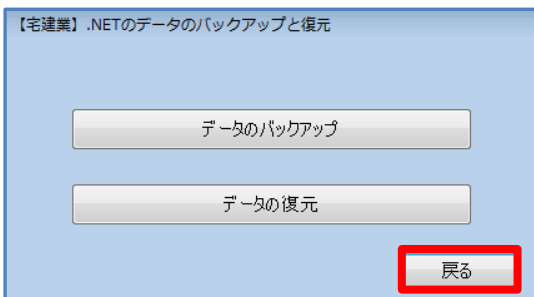 【宅建業】.NETのデータのバックアップと復元
データのバックアップ
データの復元
戻る